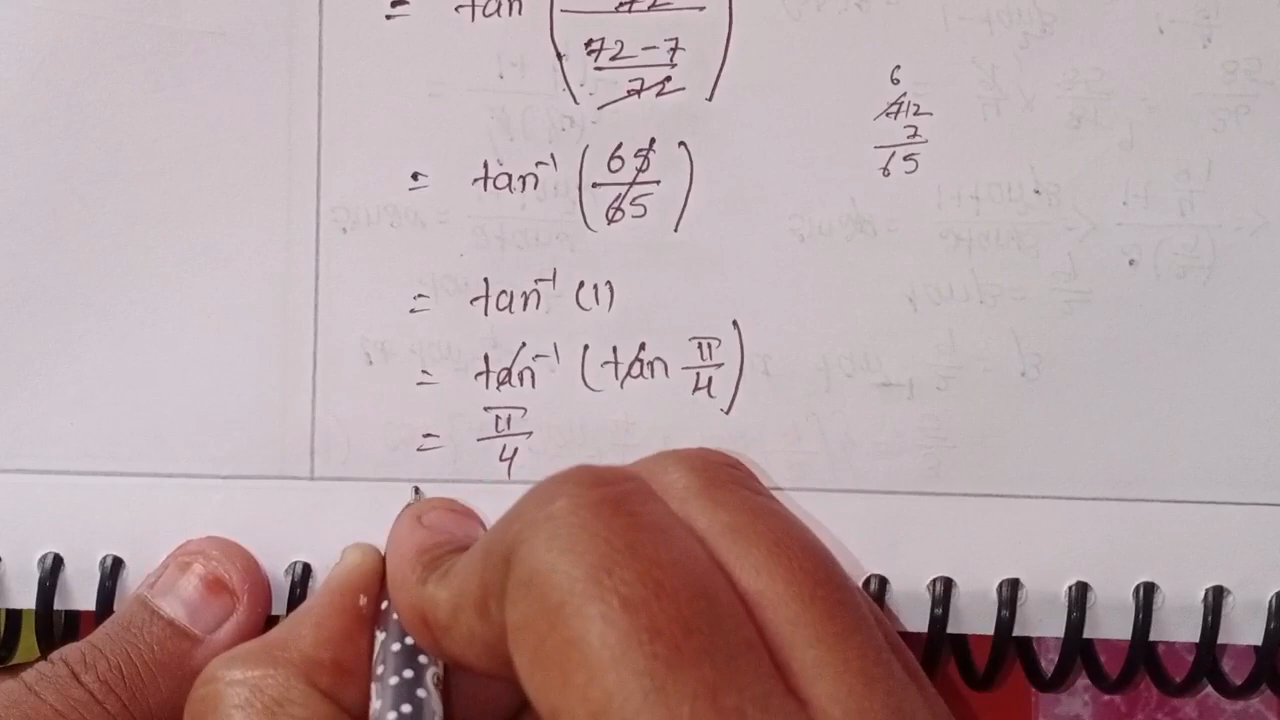 = tan (72 / (72-7)/72)
= tan⁻¹ (65/65)
= tan⁻¹ (1)
= tan⁻¹ (tan π/4)
= π/4
6
712
7
65